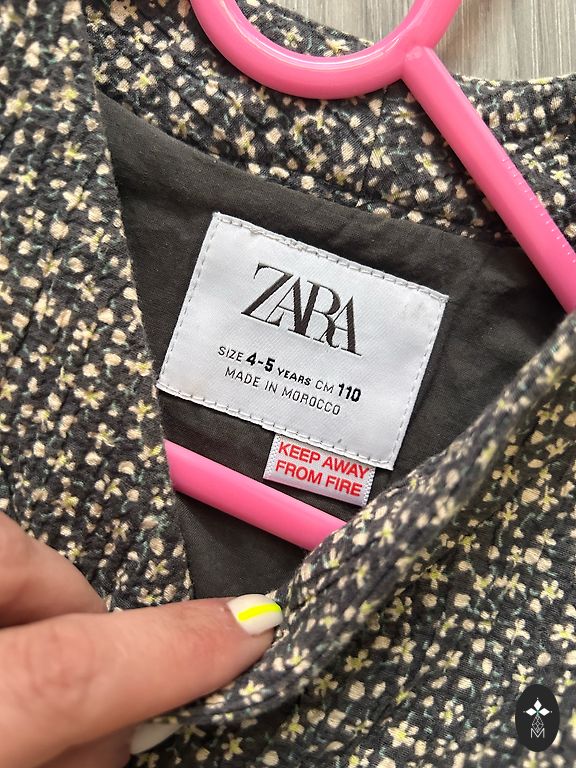 ZARA
SIZE 4-5 YEARS CM 110
MADE IN MOROCCO
KEEP AWAY
FROM FIRE
M